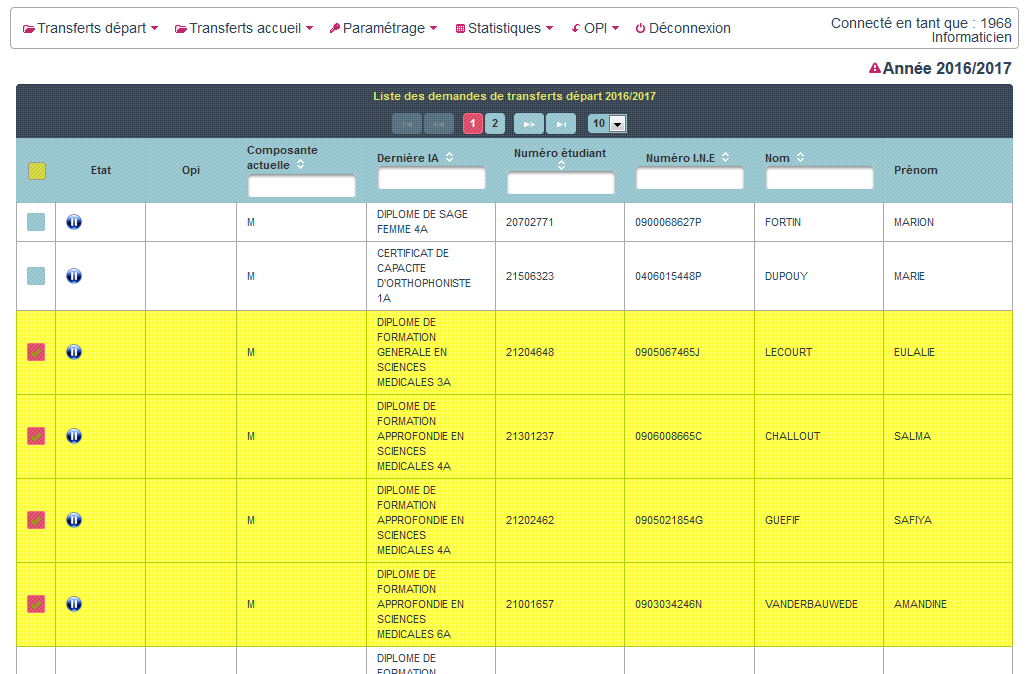 Transferts départ Transferts accueil Paramétrage Statistiques OPI Déconnexion Connecté en tant que : 1968
Informaticien
Année 2016/2017
Liste des demandes de transferts départ 2016/2017
1 2 10
Etat Opi Composante actuelle Dernière IA Numéro étudiant Numéro I.N.E Nom Prénom
M DIPLOME DE SAGE
FEMME 4A 20702771 0900068627P FORTIN MARION
M CERTIFICAT DE
CAPACITE
D'ORTHOPHONISTE
1A 21506323 0406015448P DUPOUY MARIE
M DIPLOME DE
FORMATION
GENERALE EN
SCIENCES
MEDICALES 3A 21204648 0905067465J LECOURT EULALIE
M DIPLOME DE
FORMATION
APPROFONDIE EN
SCIENCES
MEDICALES 4A 21301237 0906008665C CHALLOUT SALMA
M DIPLOME DE
FORMATION
APPROFONDIE EN
SCIENCES
MEDICALES 4A 21202462 0905021854G GUEFIF SAFIYA
M DIPLOME DE
FORMATION
APPROFONDIE EN
SCIENCES
MEDICALES 6A 21001657 0903034246N VANDERBAUWEDE AMANDINE
DIPLOME DE
FORMATION